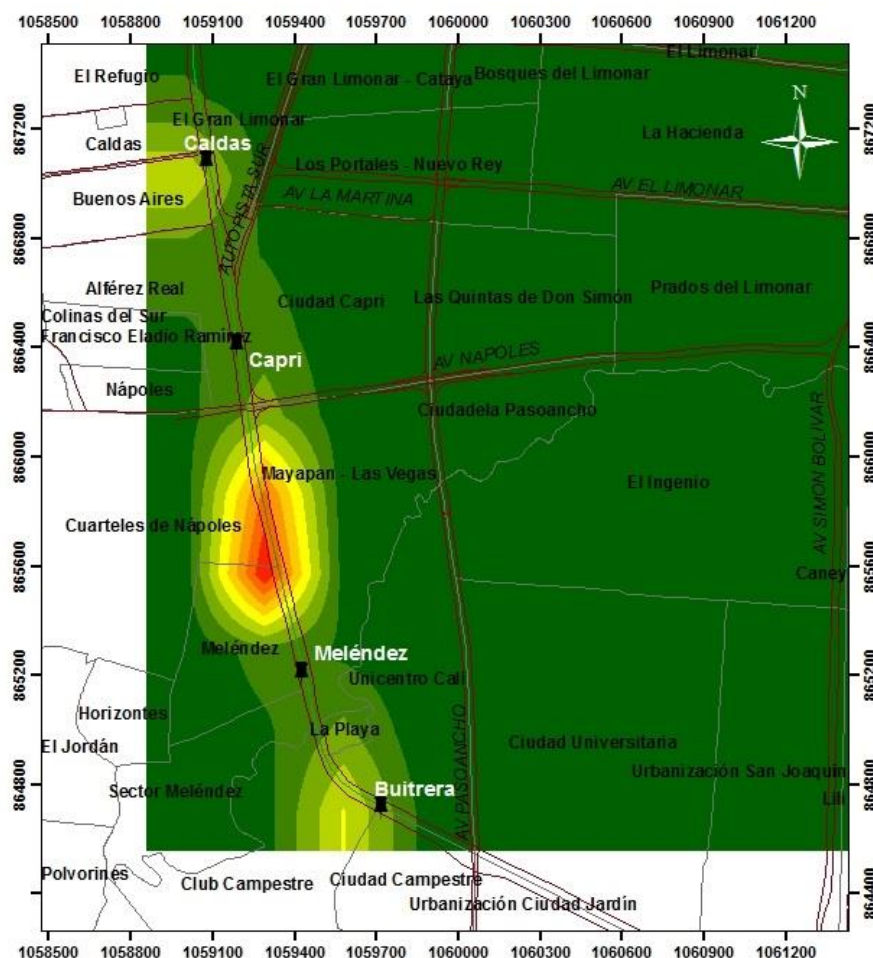 1058500 1058800 1059100 1059400 1059700 1060000 1060300 1060600 1060900 1061200
El Limonar
El Refugio
El Gran Limonar - Cataya
Bosques del Limonar
N
867200
867200
El Gran Limonar
La Hacienda
Caldas
Caldas
Los Portales - Nuevo Rey
AUTOPISTA SUR
AV LA MARTINA
AV EL LIMONAR
Buenos Aires
866800
866800
Alférez Real
Ciudad Capri
Las Quintas de Don Simón
Prados del Limonar
Colinas del Sur
Francisco Eladio Ramírez
866400
866400
Capri
AV NAPOLES
Nápoles
Ciudadela Pasoancho
866000
866000
Mayapan - Las Vegas
El Ingenio
AV SIMON BOLIVAR
Cuarteles de Nápoles
865600
865600
Caney
Meléndez
Meléndez
865200
865200
Unicentro Cali
Horizontes
La Playa
El Jordán
Ciudad Universitaria
AV PASOANCHO
Urbanización San Joaquin
864800
864800
Sector Meléndez
Buitrera
Lili
Polvorines
Club Campestre
Ciudad Campestre
864400
864400
Urbanización Ciudad Jardín
1058500 1058800 1059100 1059400 1059700 1060000 1060300 1060600 1060900 1061200